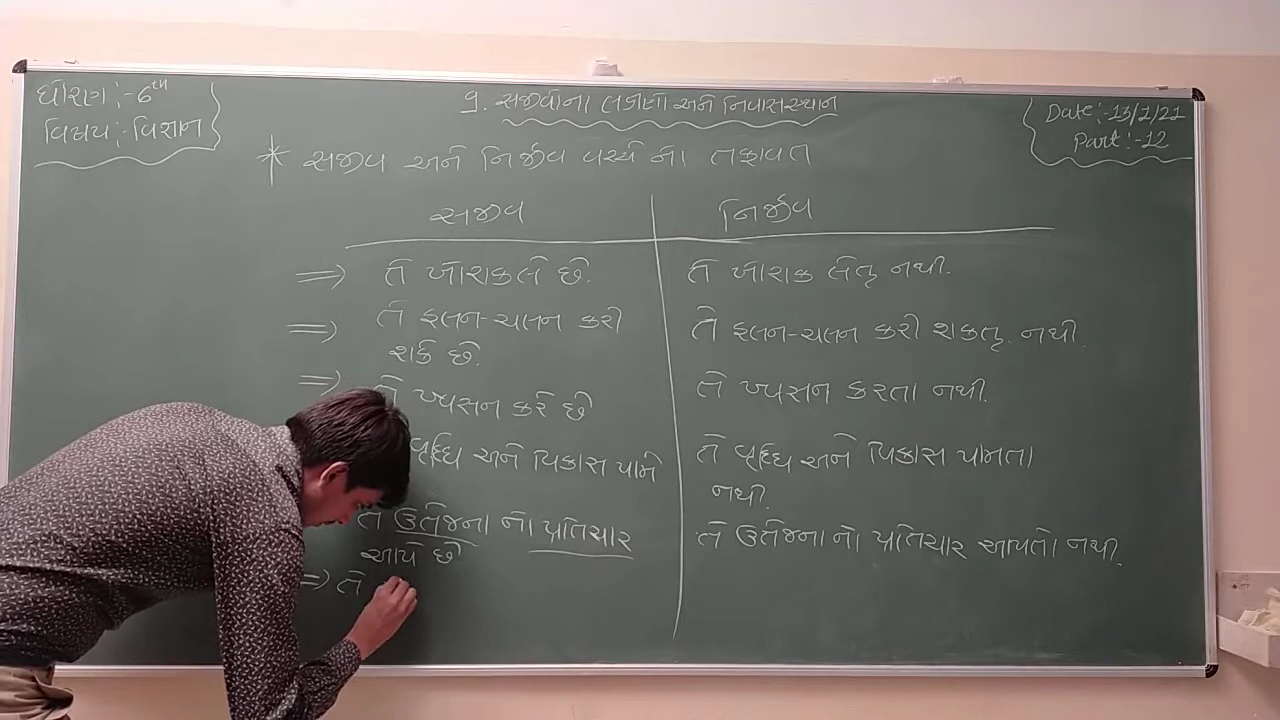 ધોરણ :- 6th
વિષય :- વિજ્ઞાન
9. સજીવોના લક્ષણો અને નિવાસસ્થાન
Date :- 13/1/21
Part :- 12
* સજીવ અને નિર્જીવ વચ્ચે ના તફાવત
સજીવ
નિર્જીવ
=> તે ખોરાક લે છે.
તે ખોરાક લેતુ નથી.
=> તે હલન-ચલન કરી
શકે છે.
તે હલન-ચલન કરી શકતુ નથી.
=> તે શ્વસન કરે છે
તે શ્વસન કરતા નથી.
વૃદ્ધિ અને વિકાસ પામે
તે વૃદ્ધિ અને વિકાસ પામતા
નથી.
તે ઉતેજના નો પ્રતિચાર
આપે છે.
તે ઉતેજના નો પ્રતિચાર આપતો નથી.
=> તે